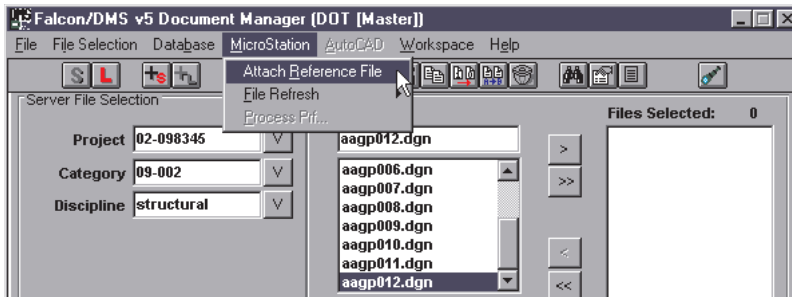 Falcon/DMS v5 Document Manager (DOT [Master])
File File Selection Database MicroStation AutoCAD Workspace Help
S L +s +L
Attach Reference File
File Refresh
Process Prf...
Server File Selection
Files Selected: 0
Project 02-098345 V aagp012.dgn >
Category 09-002 V aagp006.dgn >>
aagp007.dgn
Discipline structural V aagp008.dgn
aagp009.dgn
aagp010.dgn <
aagp011.dgn
aagp012.dgn <<